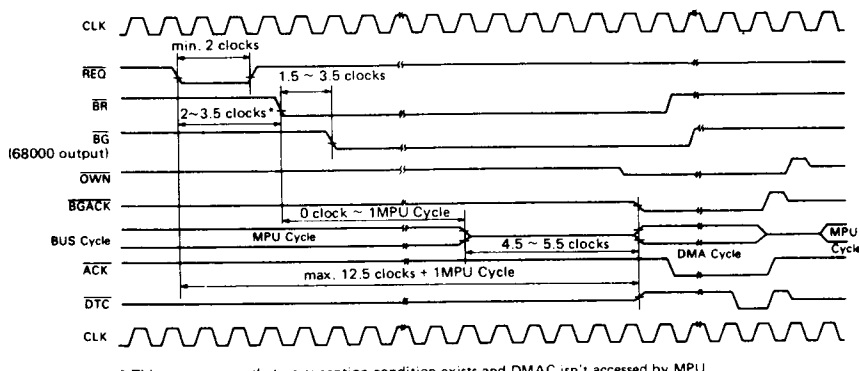 CLK
min. 2 clocks
REQ
1.5 ~ 3.5 clocks
BR
2~3.5 clocks*
BG
(68000 output)
OWN
BGACK
0 clock ~ 1MPU Cycle
BUS Cycle
MPU Cycle
4.5 ~ 5.5 clocks
DMA Cycle
MPU
Cycle
ACK
max. 12.5 clocks + 1MPU Cycle
DTC
CLK
condition exists and DMAC isn't accessed by MPU